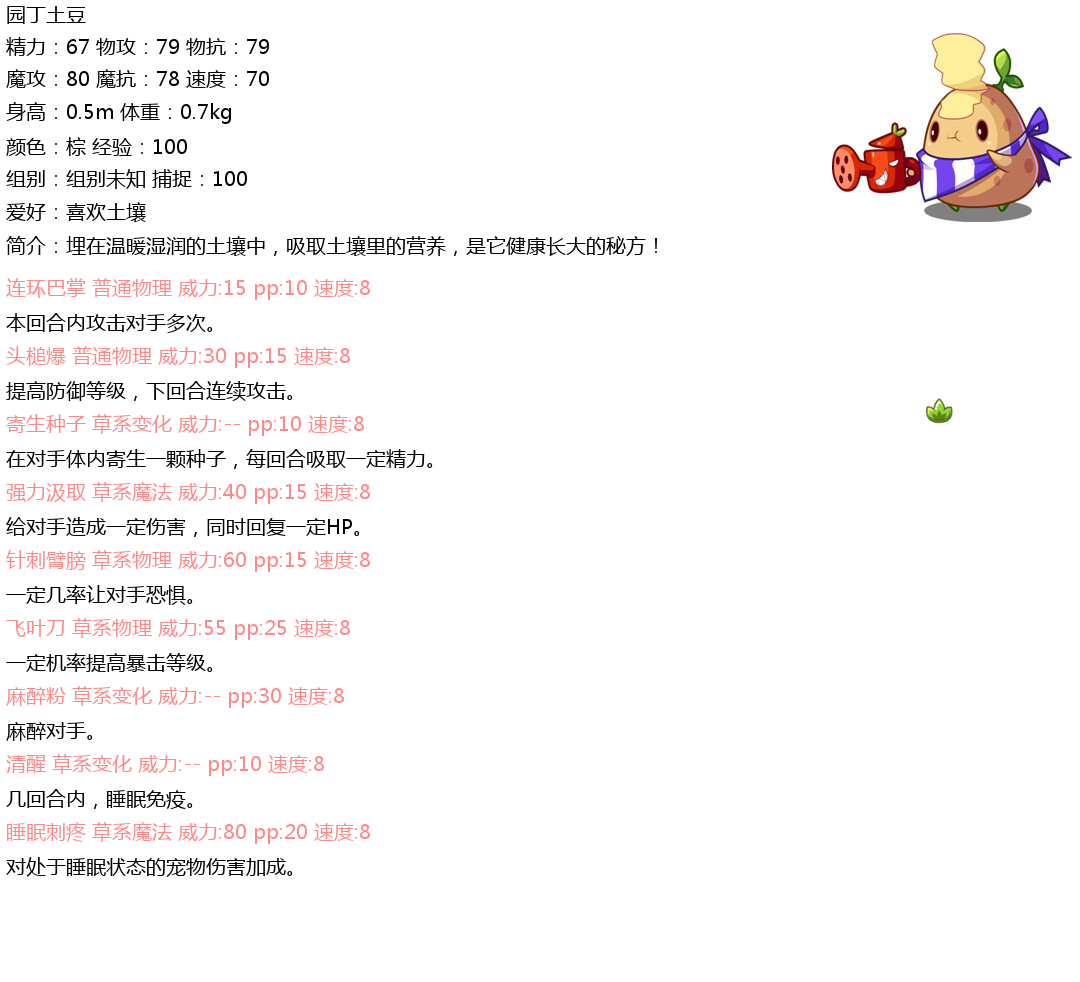 园丁土豆
精力：67 物攻：79 物抗：79
魔攻：80 魔抗：78 速度：70
身高：0.5m 体重：0.7kg
颜色：棕 经验：100
组别：组别未知 捕捉：100
爱好：喜欢土壤
简介：埋在温暖湿润的土壤中，吸取土壤里的营养，是它健康长大的秘方！
连环巴掌 普通物理 威力:15 pp:10 速度:8
本回合内攻击对手多次。
头槌爆 普通物理 威力:30 pp:15 速度:8
提高防御等级，下回合连续攻击。
寄生种子 草系变化 威力:-- pp:10 速度:8
在对手体内寄生一颗种子，每回合吸取一定精力。
强力汲取 草系魔法 威力:40 pp:15 速度:8
给对手造成一定伤害，同时回复一定HP。
针刺臂膀 草系物理 威力:60 pp:15 速度:8
一定几率让对手恐惧。
飞叶刀 草系物理 威力:55 pp:25 速度:8
一定机率提高暴击等级。
麻醉粉 草系变化 威力:-- pp:30 速度:8
麻醉对手。
清醒 草系变化 威力:-- pp:10 速度:8
几回合内，睡眠免疫。
睡眠刺疼 草系魔法 威力:80 pp:20 速度:8
对处于睡眠状态的宠物伤害加成。